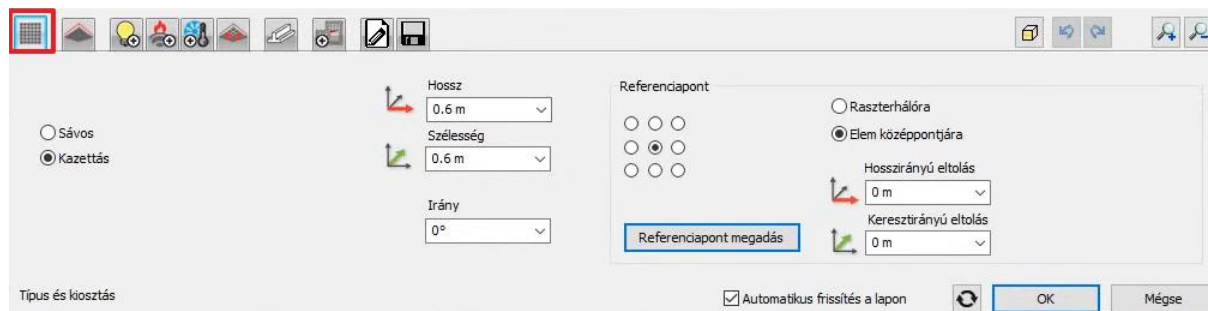 Hossz
0.6 m
Szélesség
0.6 m
Irány
0°
Sávos
Kazettás
Referenciapont
Raszterhálóra
Elem középpontjára
Hosszirányú eltolás
0 m
Keresztirányú eltolás
0 m
Referenciapont megadás
Típus és kiosztás
Automatikus frissítés a lapon
OK
Mégse